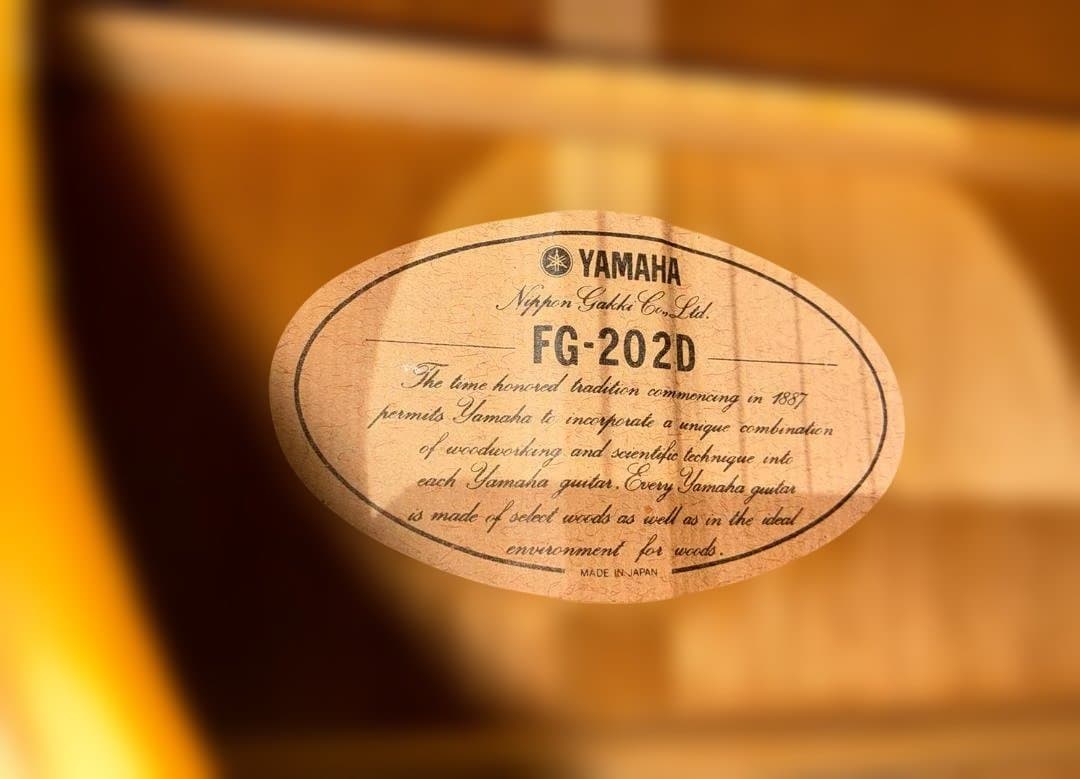 YAMAHA
Nippon Gakki Co., Ltd.
FG-202D
The time honored tradition commencing in 1887
permits Yamaha to incorporate a unique combination
of woodworking and scientific technique into
each Yamaha guitar. Every Yamaha guitar
is made of select woods as well as in the ideal
environment for woods.
MADE IN JAPAN